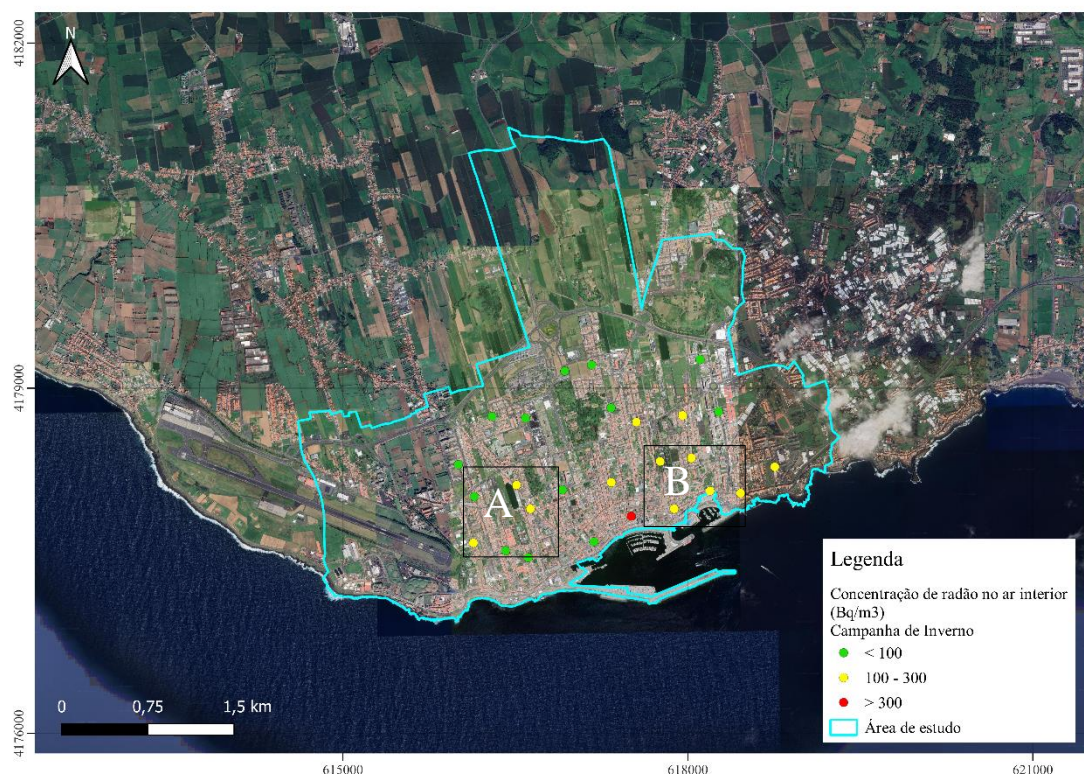 4182000
N
4179000
4176000
A
B
Legenda
Concentração de radão no ar interior
(Bq/m3)
Campanha de Inverno
< 100
100 - 300
> 300
Área de estudo
0 0,75 1,5 km
615000 618000 621000